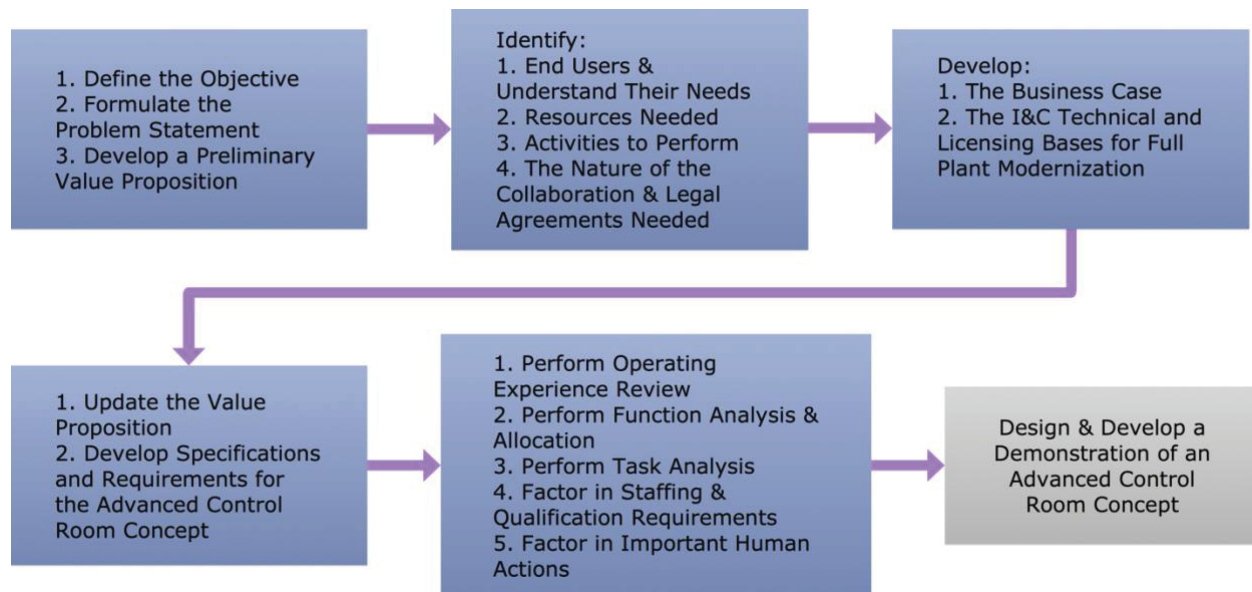 1. Define the Objective
2. Formulate the
Problem Statement
3. Develop a Preliminary
Value Proposition
Identify:
1. End Users &
Understand Their Needs
2. Resources Needed
3. Activities to Perform
4. The Nature of the
Collaboration & Legal
Agreements Needed
Develop:
1. The Business Case
2. The I&C Technical and
Licensing Bases for Full
Plant Modernization
1. Update the Value
Proposition
2. Develop Specifications
and Requirements for
the Advanced Control
Room Concept
1. Perform Operating
Experience Review
2. Perform Function Analysis &
Allocation
3. Perform Task Analysis
4. Factor in Staffing &
Qualification Requirements
5. Factor in Important Human
Actions
Design & Develop a
Demonstration of an
Advanced Control
Room Concept